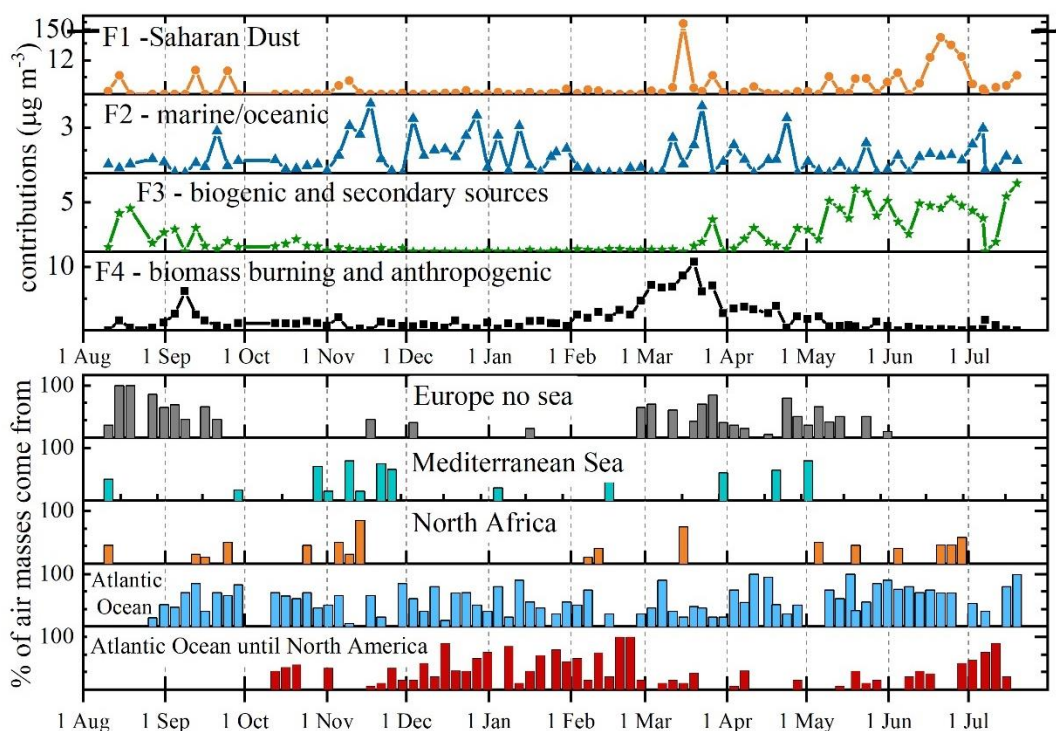 contributions (µg m⁻³)
150
12
F1 -Saharan Dust
3
F2 - marine/oceanic
5
F3 - biogenic and secondary sources
10
F4 - biomass burning and anthropogenic
1 Aug 1 Sep 1 Oct 1 Nov 1 Dec 1 Jan 1 Feb 1 Mar 1 Apr 1 May 1 Jun 1 Jul
% of air masses come from
100
Europe no sea
100
Mediterranean Sea
100
North Africa
100
Atlantic
Ocean
100
Atlantic Ocean until North America
1 Aug 1 Sep 1 Oct 1 Nov 1 Dec 1 Jan 1 Feb 1 Mar 1 Apr 1 May 1 Jun 1 Jul